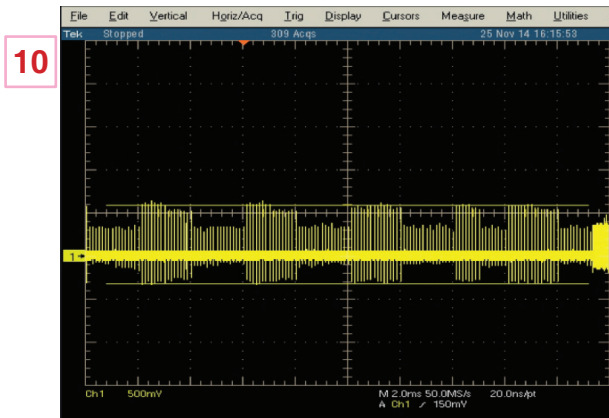 10
File Edit Vertical Horiz/Acq Trig Display Cursors Measure Math Utilities
Tek Stopped 309 Acqs 25 Nov 14 16:15:53
1
Ch1 500mV M 2.0ms 50.0MS/s 20.0ns/pt
A Ch1 150mV